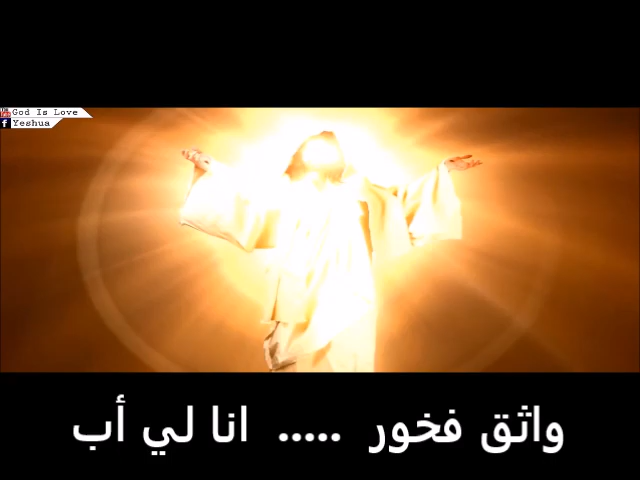 God Is Love
Yeshua
واثق فخور ..... انا لي أب